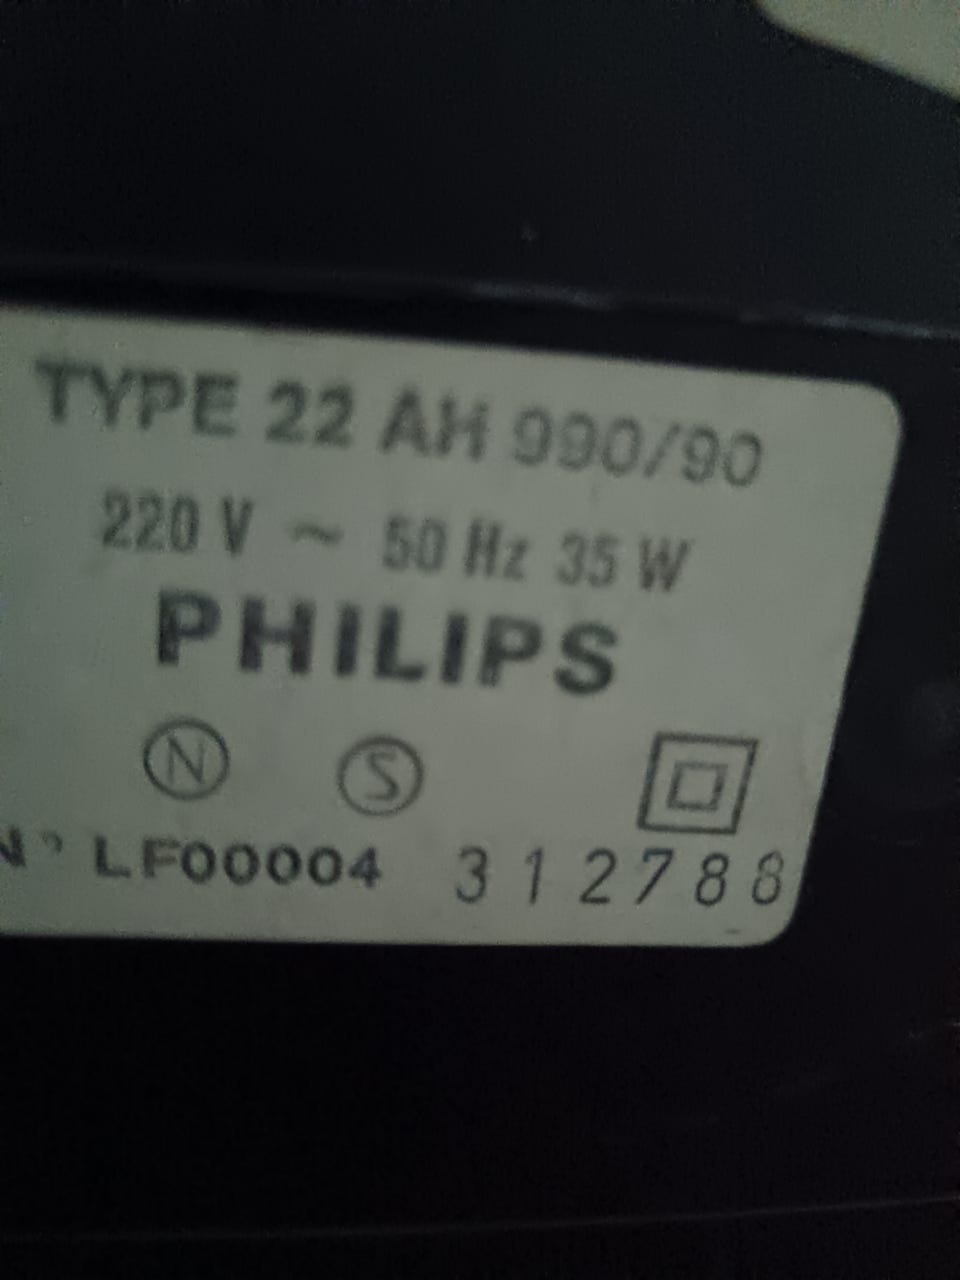 TYPE 22 AH 990/90
220 V ~ 50 Hz 35 W
PHILIPS
N S
N° LF00004 312788